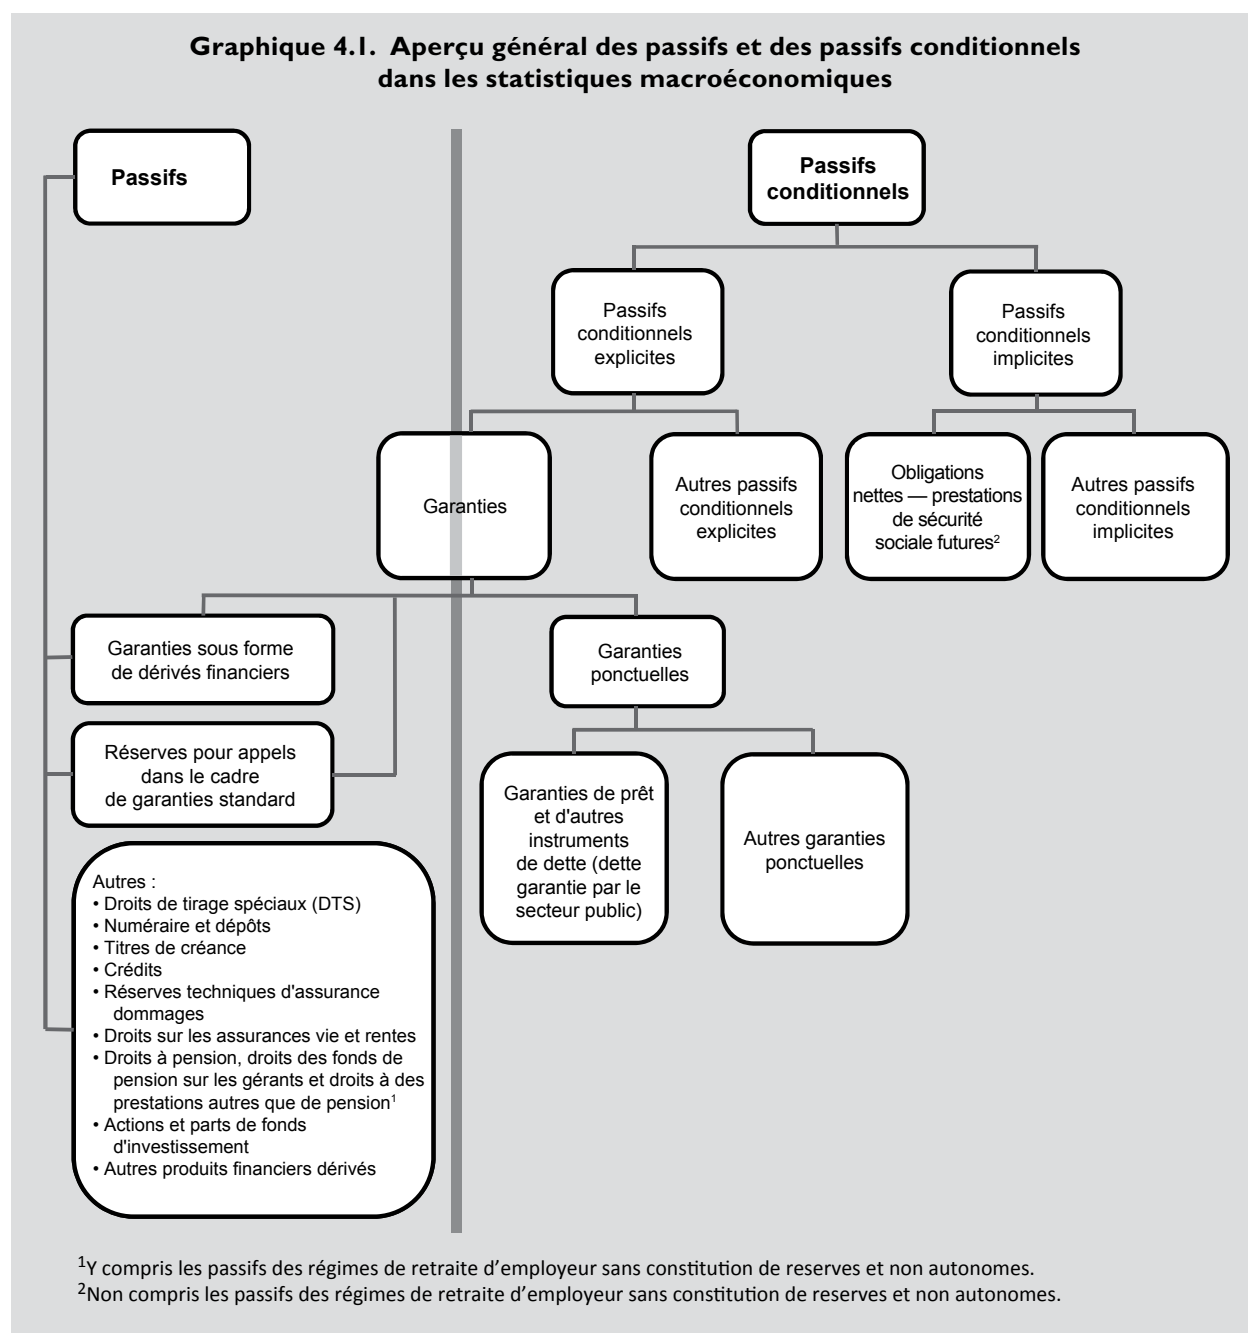 Graphique 4.1. Aperçu général des passifs et des passifs conditionnels
dans les statistiques macroéconomiques
Passifs
Passifs
conditionnels
Passifs
conditionnels
explicites
Passifs
conditionnels
implicites
Garanties
Autres passifs
conditionnels
explicites
Obligations
nettes — prestations
de sécurité
sociale futures²
Autres passifs
conditionnels
implicites
Garanties sous forme
de dérivés financiers
Garanties
ponctuelles
Réserves pour appels
dans le cadre
de garanties standard
Garanties de prêt
et d'autres
instruments
de dette (dette
garantie par le
secteur public)
Autres garanties
ponctuelles
Autres :
• Droits de tirage spéciaux (DTS)
• Numéraire et dépôts
• Titres de créance
• Crédits
• Réserves techniques d'assurance
dommages
• Droits sur les assurances vie et rentes
• Droits à pension, droits des fonds de
pension sur les gérants et droits à des
prestations autres que de pension¹
• Actions et parts de fonds
d'investissement
• Autres produits financiers dérivés
¹Y compris les passifs des régimes de retraite d’employeur sans constitution de reserves et non autonomes.
²Non compris les passifs des régimes de retraite d’employeur sans constitution de reserves et non autonomes.